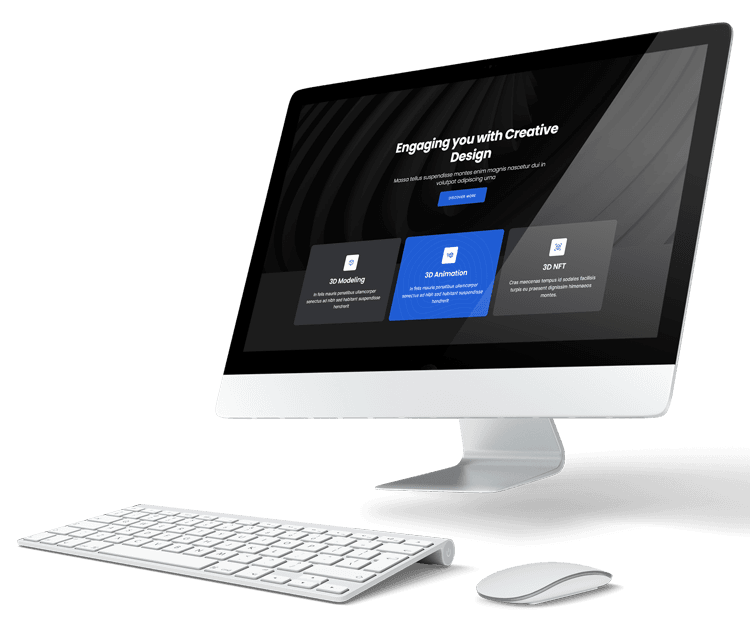 Engaging you with Creative
Design
Massa tellus suspendisse montes enim magnis nascetur dui in
volutpat adipiscing urna
DISCOVER MORE
3D Modeling
In felis mauris penatibus ullamcorper
senectus ad nibh sed habitant suspendisse
hendrerit
3D Animation
In felis mauris penatibus ullamcorper
senectus ad nibh sed habitant suspendisse
hendrerit
3D NFT
Cras maecenas tempus id sodales facilisis
turpis eu praesent dignissim himenaeos
montes.